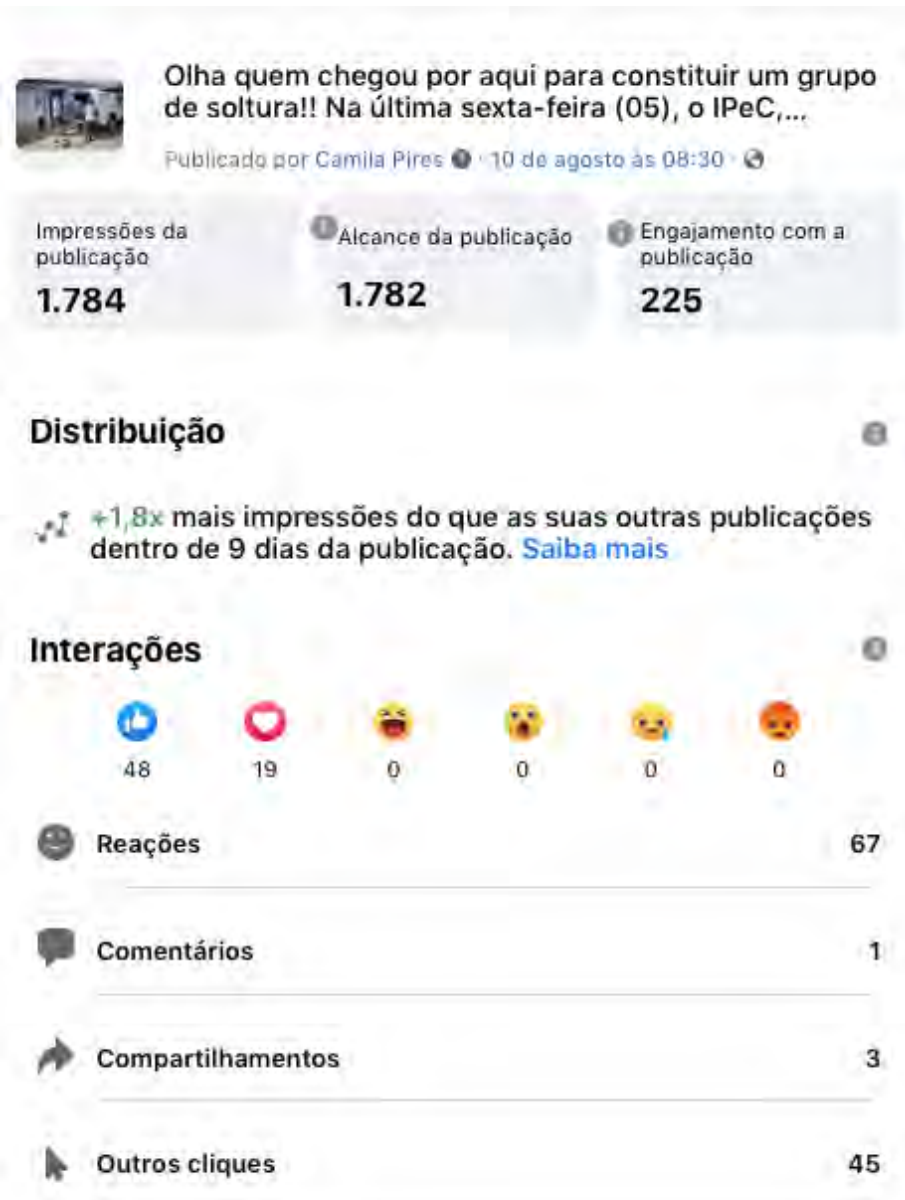 Olha quem chegou por aqui para constituir um grupo
de soltura!! Na última sexta-feira (05), o IPeC,...
Publicado por Camila Pires · 10 de agosto às 08:30 ·
Impressões da
publicação
1.784
Alcance da publicação
1.782
Engajamento com a
publicação
225
Distribuição
+1,8x mais impressões do que as suas outras publicações
dentro de 9 dias da publicação. Saiba mais
Interações
48
19
0
0
0
0
Reações
67
Comentários
1
Compartilhamentos
3
Outros cliques
45